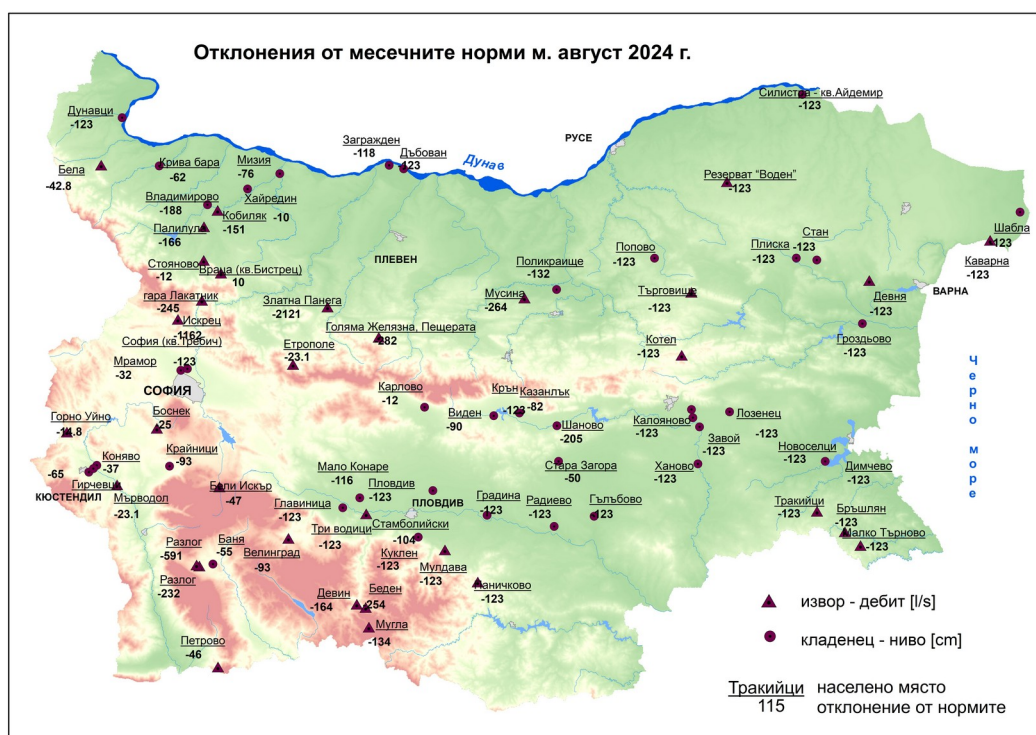 Отклонения от месечните норми м. август 2024 г.
Дунавци
-123
Силистра - кв.Айдемир
-123
Загражден
-118
Дъбован
-123
РУСЕ
Дунав
Бела
-42.8
Крива бара
-62
Мизия
-76
Хайредин
-10
Владимирово
-188
Кобиляк
-151
Палилула
-166
Резерват "Воден"
-123
Шабла
-123
Каварна
-123
Стояново
-12
Враца (кв.Бистрец)
10
ПЛЕВЕН
Поликраище
-132
Попово
-123
Плиска
-123
Стан
-123
ВАРНА
гара Лакатник
-245
Златна Панега
-2121
Мусина
-264
Търговище
-123
Девня
-123
Искрец
-1162
Голяма Желязна, Пещерата
-282
Гроздьово
-123
София (кв.Требич)
-123
Мрамор
-32
Етрополе
-23.1
Котел
-123
СОФИЯ
Карлово
-12
Крън
-123
Казанлък
-82
Виден
-90
Шаново
-205
Калояново
-123
Лозенец
-123
Завой
-123
Черно море
Горно Уйно
-14.8
Боснек
-25
Крайници
-93
Коняво
-37
-65
Гирчевци
КЮСТЕНДИЛ
Мърводол
-23.1
Бели Искър
-47
Мало Конаре
-116
Пловдив
-123
ПЛОВДИВ
Стара Загора
-50
Ханово
-123
Новоселци
-123
Димчево
-123
Главиница
-123
Три водици
-123
Стамболийски
-104
Градина
-123
Радиево
-123
Гълъбово
-123
Тракийци
-123
Бръшлян
-123
Малко Търново
-123
Разлог
-591
Баня
-55
Велинград
-93
Куклен
-123
Мулдава
-123
Паничково
-123
Разлог
-232
Девин
-164
Беден
-254
Мугла
-134
Петрово
-46
извор - дебит [l/s]
кладенец - ниво [cm]
Тракийци населено място
115 отклонение от нормите